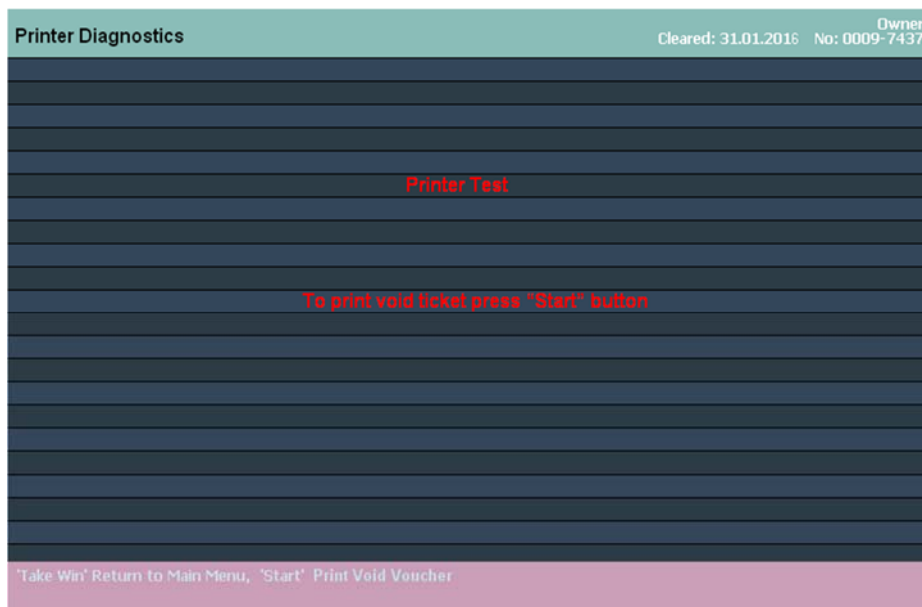 Printer Diagnostics
Owner
Cleared: 31.01.2016 No: 0009-7437
Printer Test
To print void ticket press "Start" button
'Take Win' Return to Main Menu, 'Start' Print Void Voucher